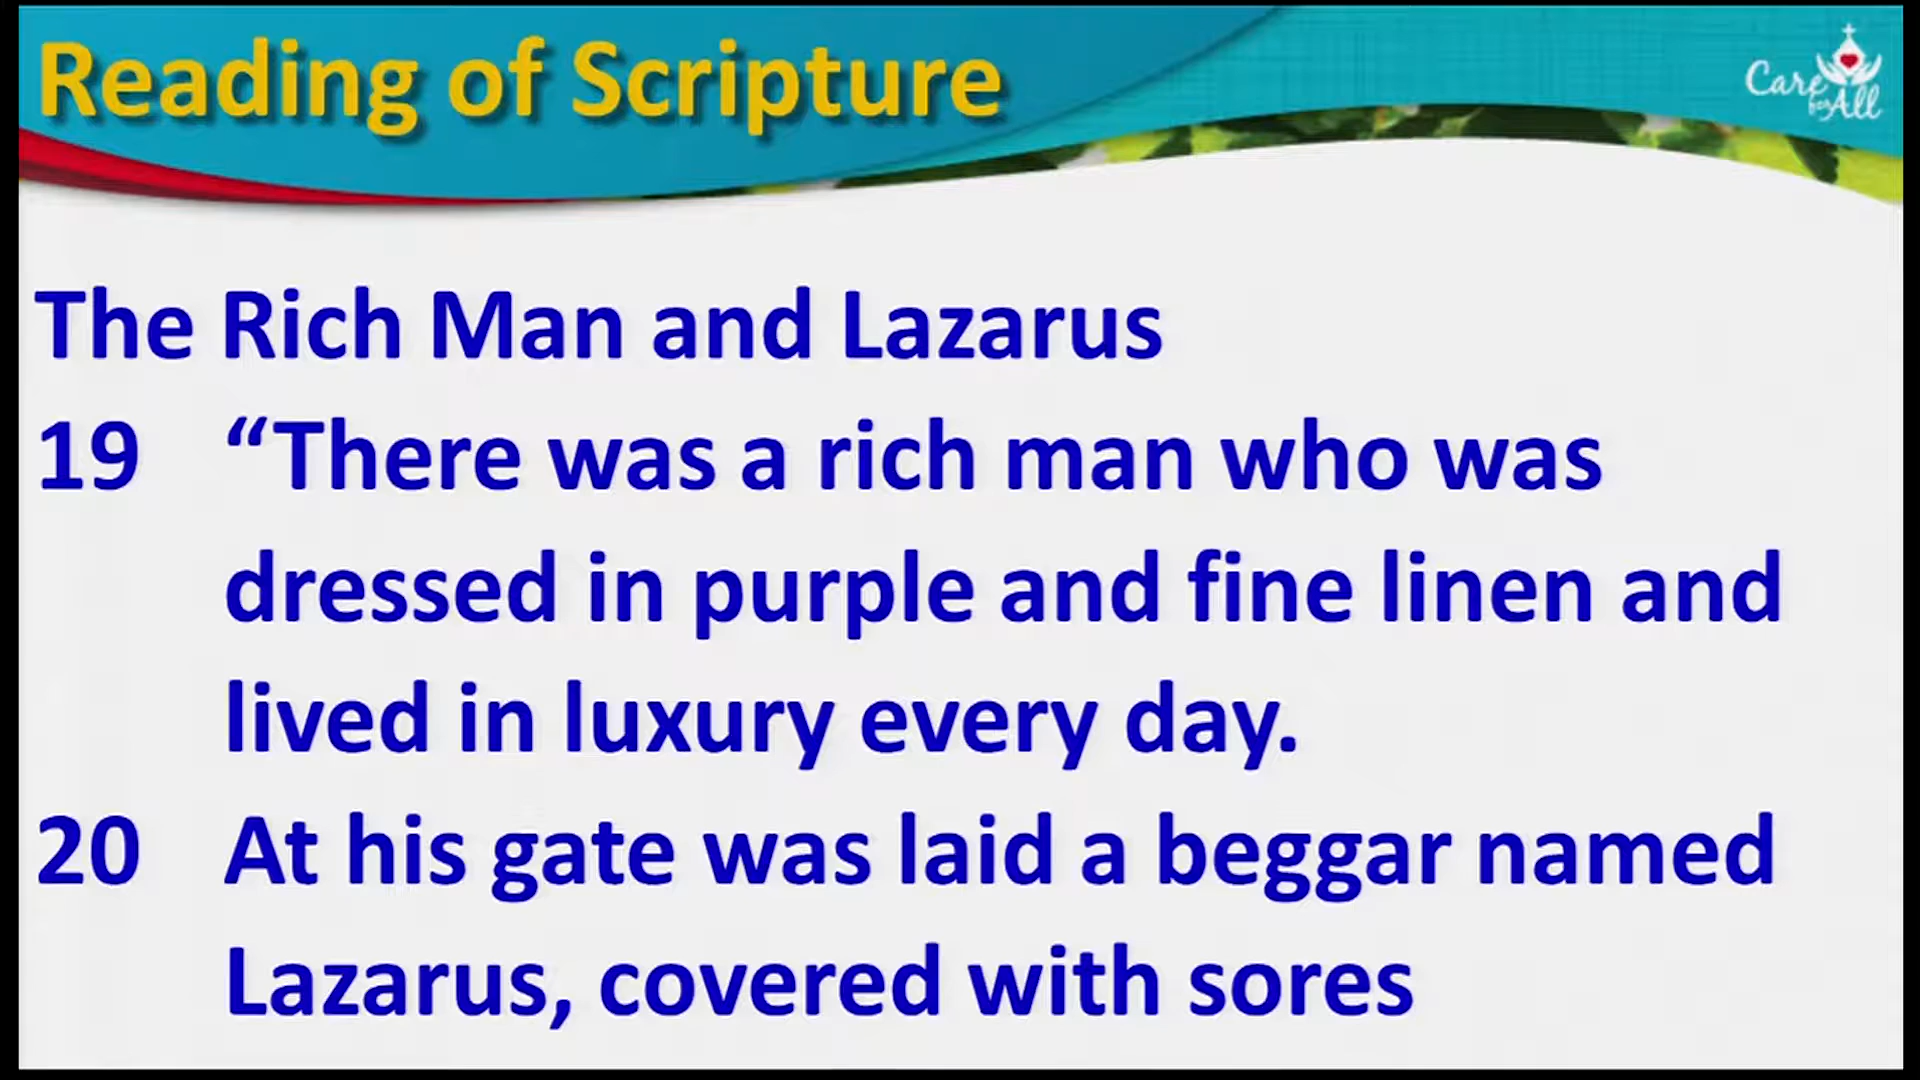 Reading of Scripture
Care
for All
The Rich Man and Lazarus
19 “There was a rich man who was
dressed in purple and fine linen and
lived in luxury every day.
20 At his gate was laid a beggar named
Lazarus, covered with sores